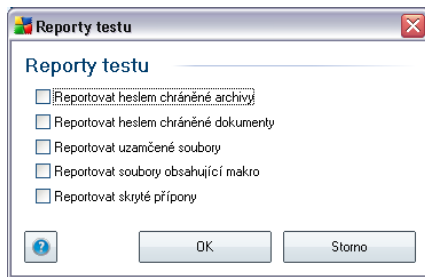 Reporty testu
Reporty testu
Reportovat heslem chráněné archivy
Reportovat heslem chráněné dokumenty
Reportovat uzamčené soubory
Reportovat soubory obsahující makro
Reportovat skryté přípony
?
OK
Storno